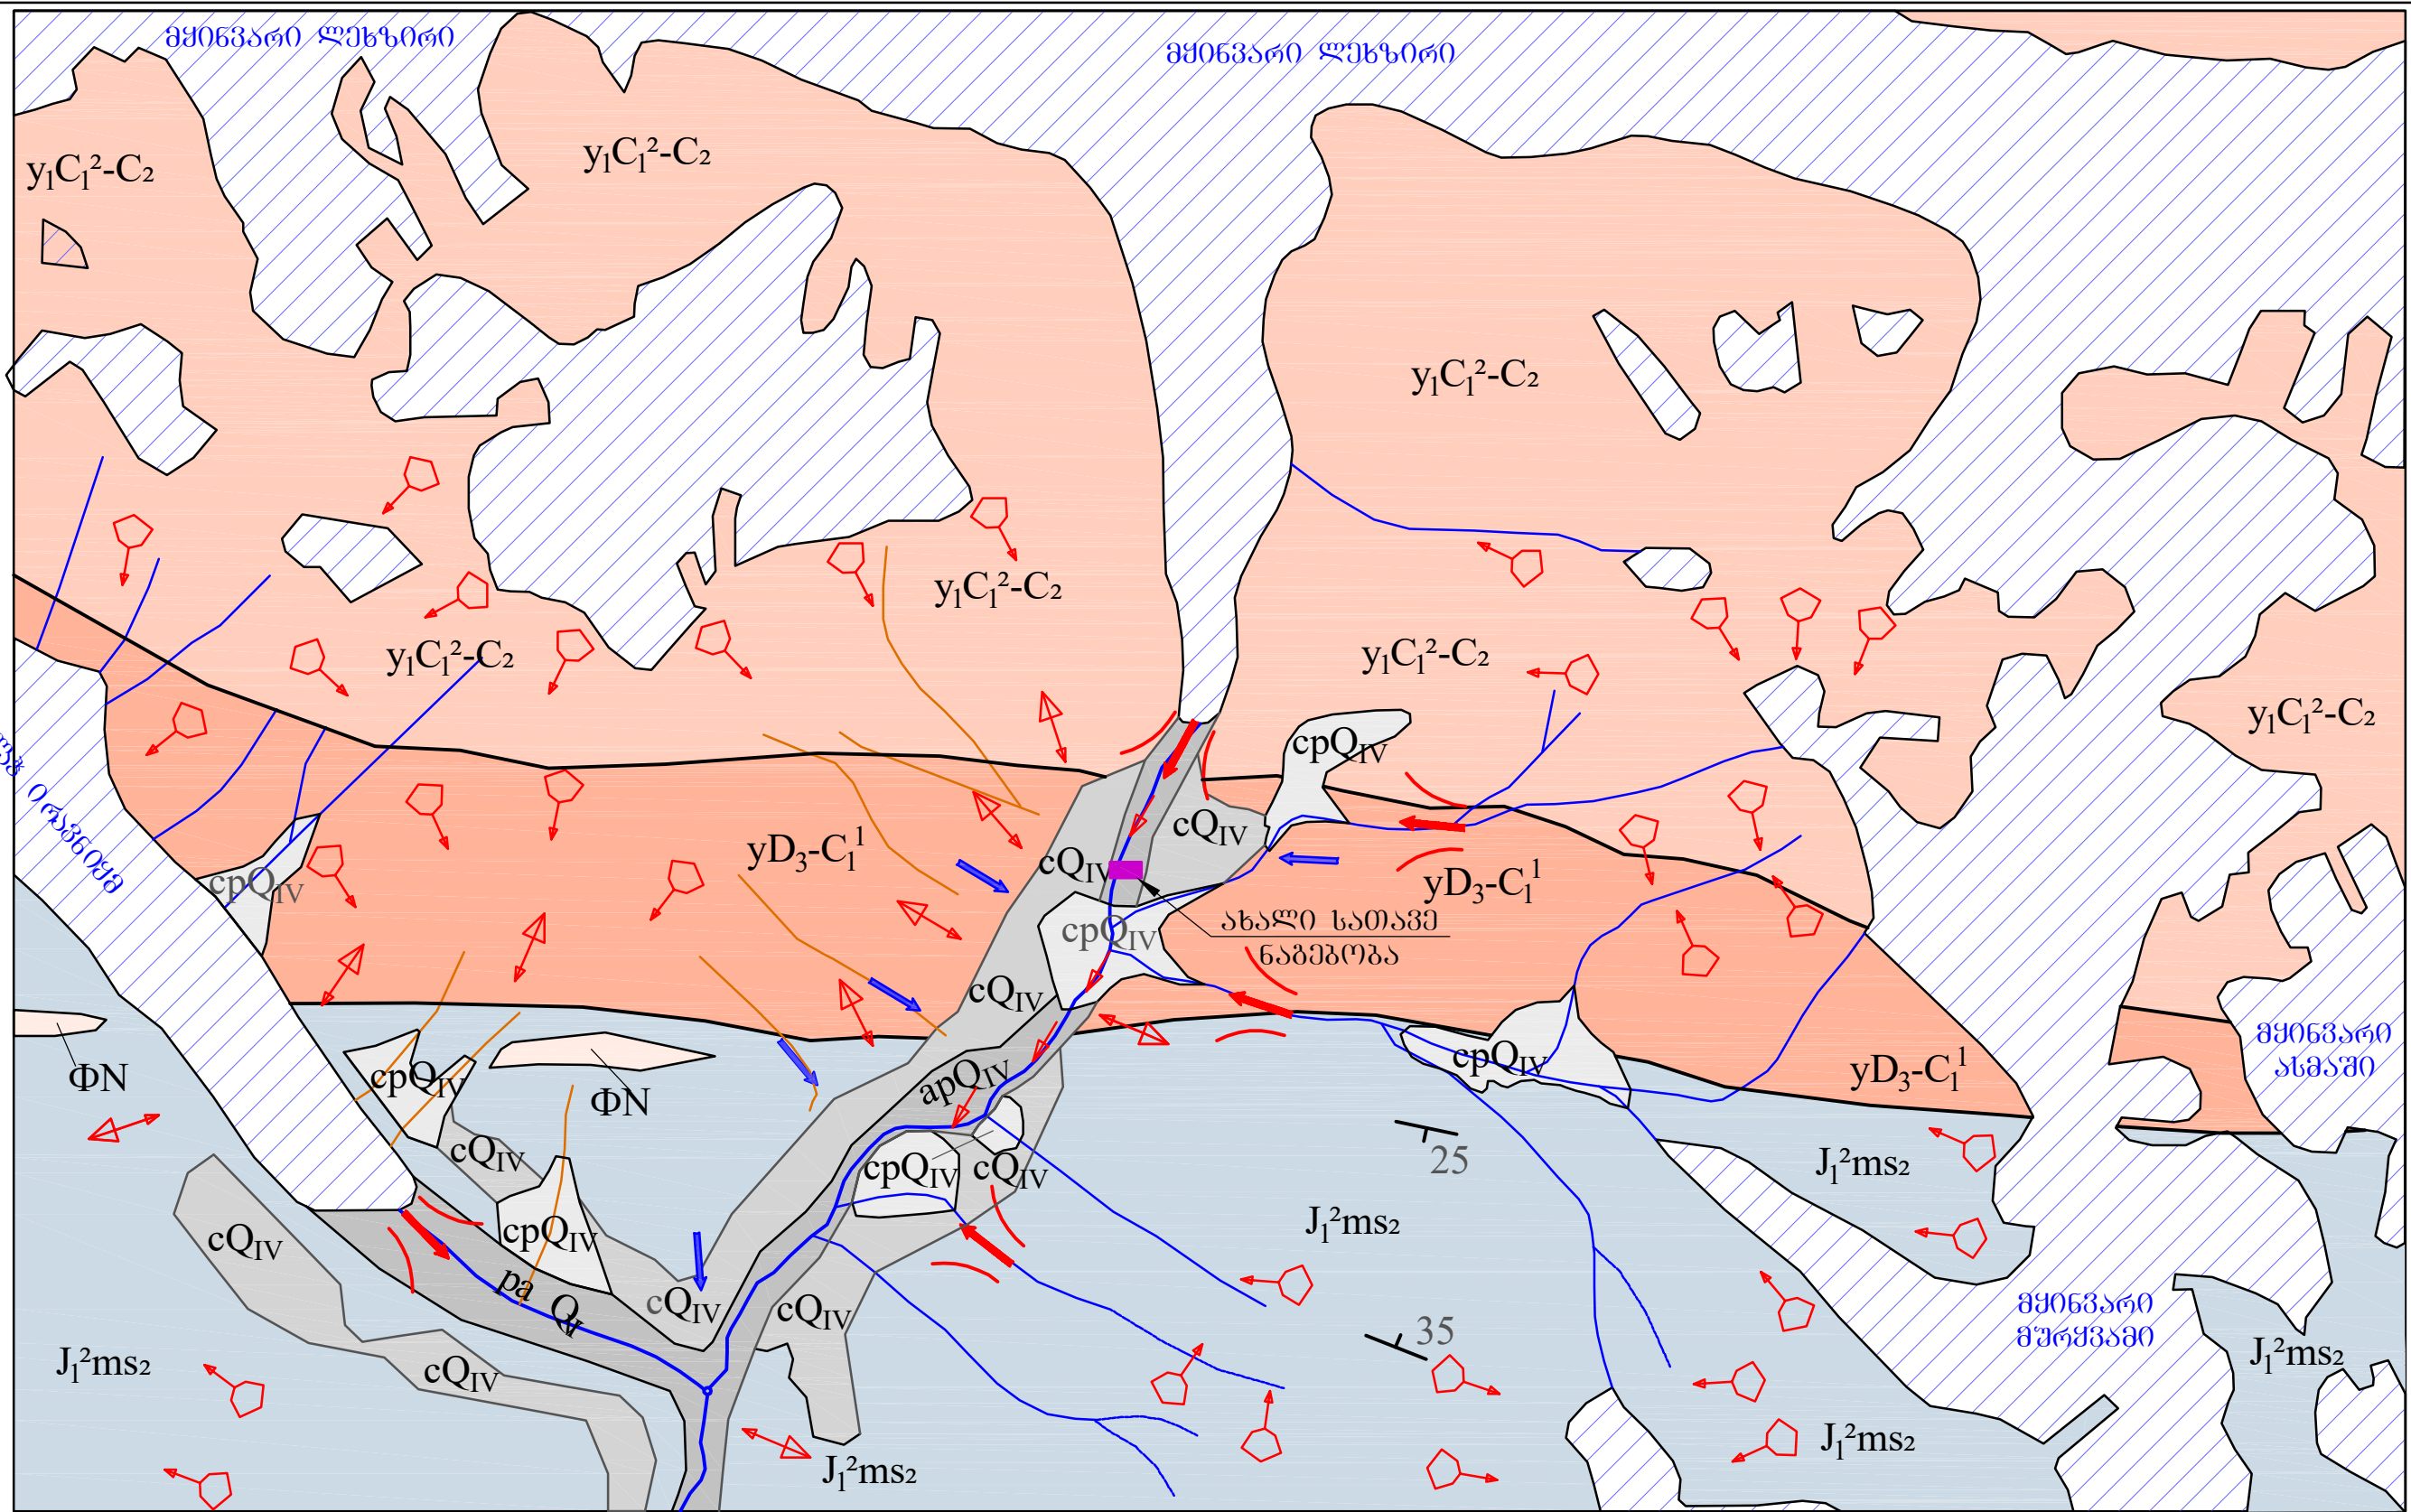 მყინვარი ლეხზირი
მყინვარი ლეხზირი
y₁C₁²-C₂
y₁C₁²-C₂
y₁C₁²-C₂
y₁C₁²-C₂
y₁C₁²-C₂
y₁C₁²-C₂
y₁C₁²-C₂
cpQIV
cQIV
yD₃-C₁¹
cQIV
cpQIV
yD₃-C₁¹
ახალი სათავე
ნაგებობა
cpQIV
cQIV
მყინვარი
ასმაში
cpQIV
yD₃-C₁¹
ΦN
cpQIV
ΦN
apQIV
cQIV
cpQIV
cQIV
25
J₁²ms₂
J₁²ms₂
cQIV
cpQIV
pa Q
cQIV
cQIV
35
მყინვარი
მურყვამი
J₁²ms₂
J₁²ms₂
cQIV
J₁²ms₂
J₁²ms₂